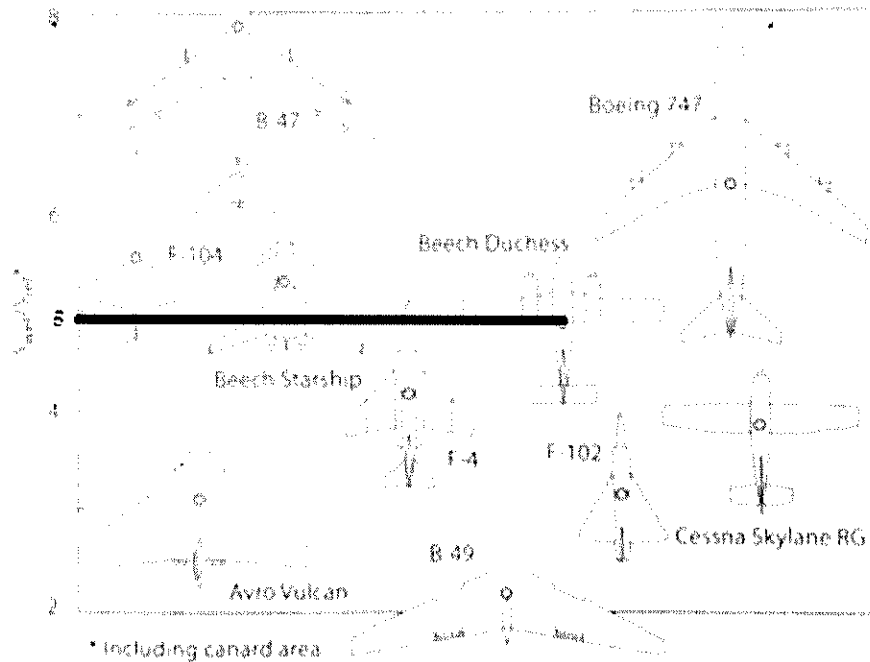 8
B-47
Boeing 747
6
F-104
Beech Duchess
5
Beech Starship
4
F-4
F-102
Cessna Skylane RG
B-49
Avro Vulcan
2
* Including canard area